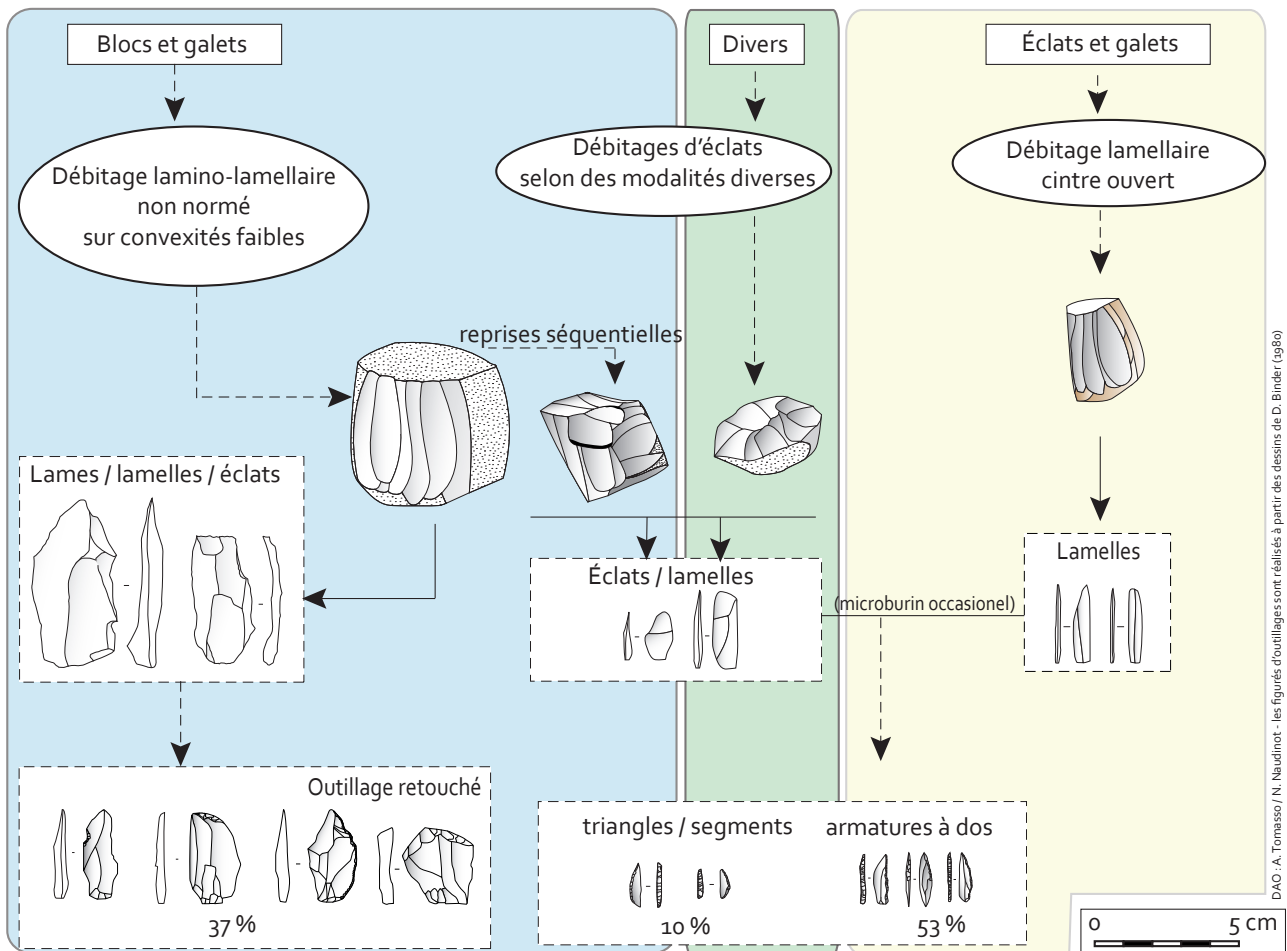 Blocs et galets
Divers
Éclats et galets
Débitage lamino-lamellaire
non normé
sur convexités faibles
Débitages d'éclats
selon des modalités diverses
Débitage lamellaire
cintre ouvert
reprises séquentielles
Lames / lamelles / éclats
Éclats / lamelles
(microburin occasionel)
Lamelles
Outillage retouché
37 %
triangles / segments
10 %
armatures à dos
53 %
0 5 cm
DAO : A. Tomasso / N. Naudinot - les figurés d'outillages sont réalisés à partir des dessins de D. Binder (1980)